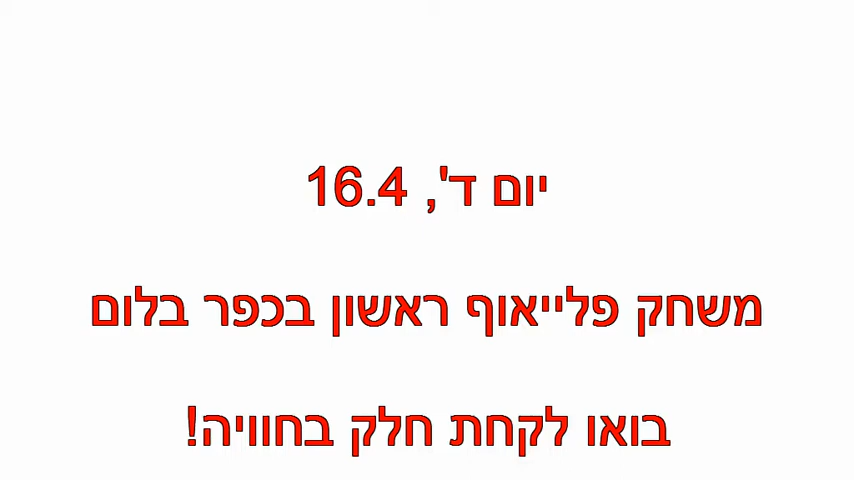 יום ד', 16.4
משחק פלייאוף ראשון בכפר בלום
בואו לקחת חלק בחוויה!